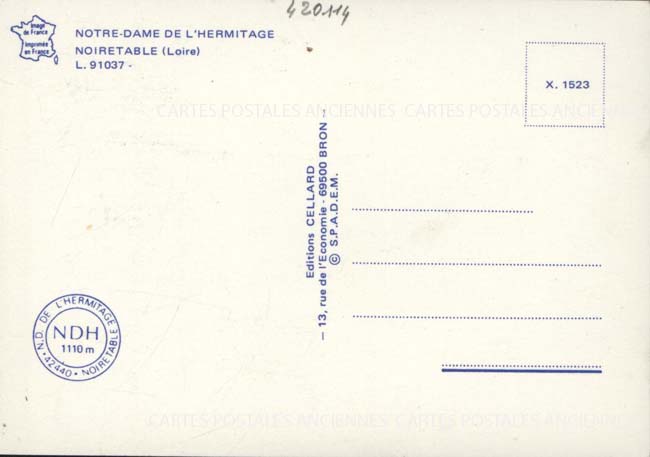 420114
Image
de France
Imprimée
en France
NOTRE-DAME DE L'HERMITAGE
NOIRETABLE (Loire)
L. 91037 -
X. 1523
CARTES POSTALES ANCIENNES CARTES POSTALES ANCIENNES
Editions CELLARD
— 13, rue de l'Economie - 69500 BRON —
© S.P.A.D.E.M.
N.D. DE L'HERMITAGE
NDH
1110 m
• 42440 • NOIRETABLE
CARTES POSTALES ANCIENNES CARTES POSTALES ANCIENNES